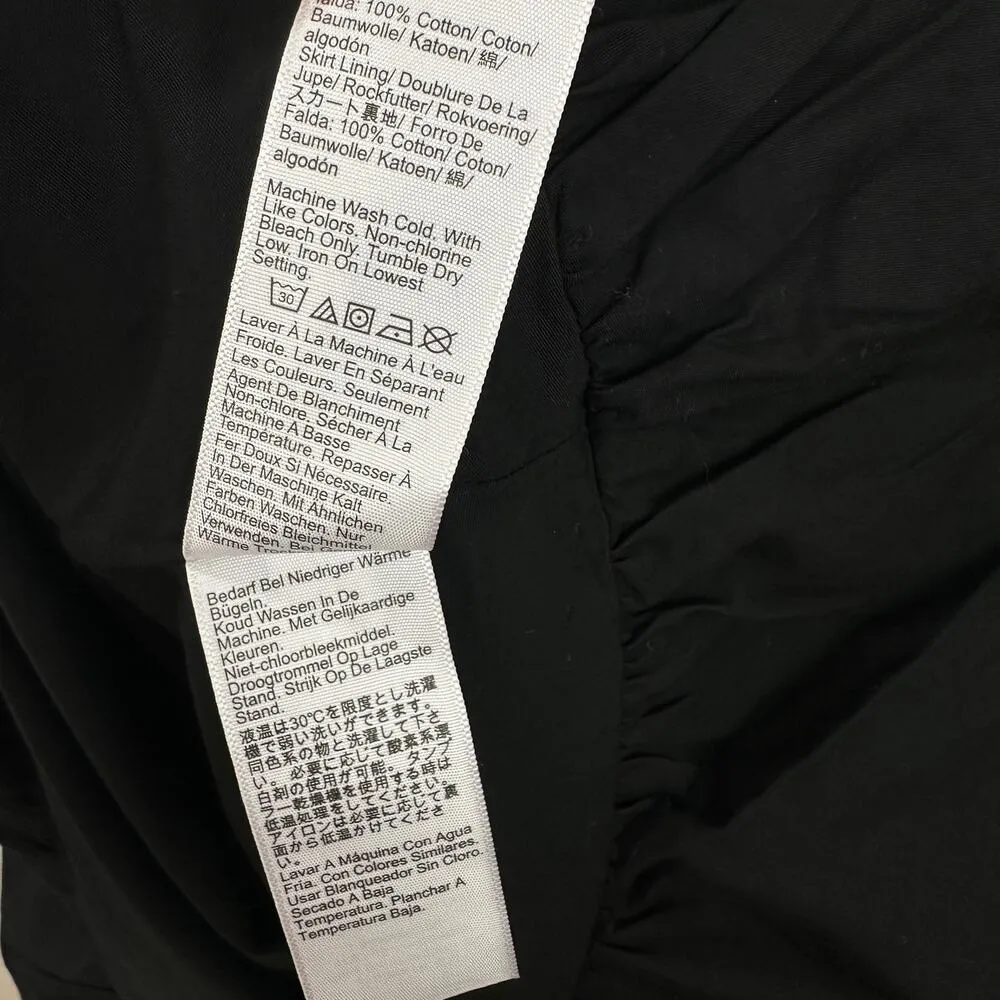 Falda: 100% Cotton/ Coton/
Baumwolle/ Katoen/ 綿/
algodón
Skirt Lining/ Doublure De La
Jupe/ Rockfutter/ Rokvoering/
スカート裏地/ Forro De
Falda: 100% Cotton/ Coton/
Baumwolle/ Katoen/ 綿/
algodón
Machine Wash Cold. With
Like Colors. Non-chlorine
Bleach Only. Tumble Dry
Low. Iron On Lowest
Setting.
30
Laver À La Machine À L'eau
Froide. Laver En Séparant
Les Couleurs. Seulement
Agent De Blanchiment
Non-chlore. Sécher À La
Machine A Basse
Température. Repasser À
Fer Doux Si Nécessaire.
In Der Maschine Kalt
Waschen. Mit Ähnlichen
Farben Waschen. Nur
Chlorfreies Bleichmittel
Verwenden. Bei
Wärme
Bedarf Bel Niedriger Wärme
Bügeln.
Koud Wassen In De
Machine. Met Gelijkaardige
Kleuren.
Niet-chloorbleekmiddel.
Droogtrommel Op Lage
Stand. Strijk Op De Laagste
Stand.
液温は30℃を限度とし洗濯
機で弱い洗いができます。
同色系の物と洗濯して下さ
い。必要に応じて酸素系漂
白剤の使用が可能。タンブ
ラー乾燥機を使用する時は
低温処理をしてください。
アイロンは必要に応じて裏
面から低温かけてくださ
い。
Lavar A Máquina Con Agua
Fria. Con Colores Similares.
Usar Blanqueador Sin Cloro.
Secado A Baja
Temperatura. Planchar A
Temperatura Baja.